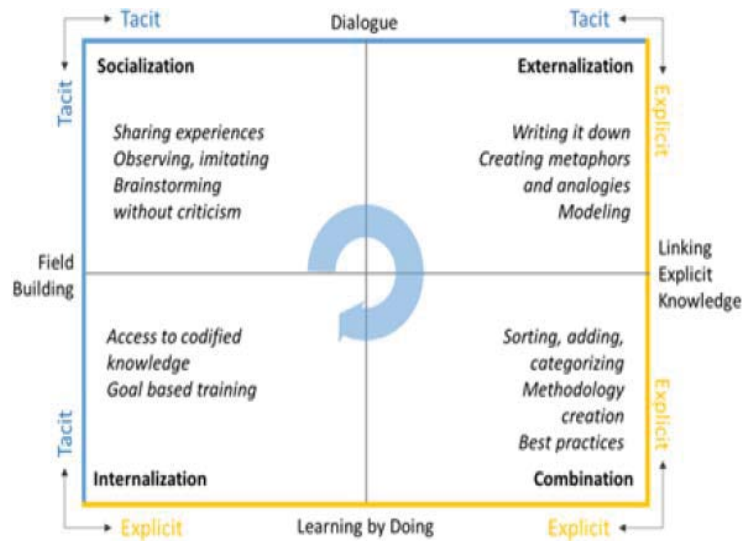 Tacit
Dialogue
Tacit
Tacit
Explicit
Socialization
Sharing experiences
Observing, imitating
Brainstorming
without criticism
Externalization
Writing it down
Creating metaphors
and analogies
Modeling
Field
Building
Linking
Explicit
Knowledge
Access to codified
knowledge
Goal based training
Internalization
Sorting, adding,
categorizing
Methodology
creation
Best practices
Combination
Tacit
Explicit
Explicit
Learning by Doing
Explicit